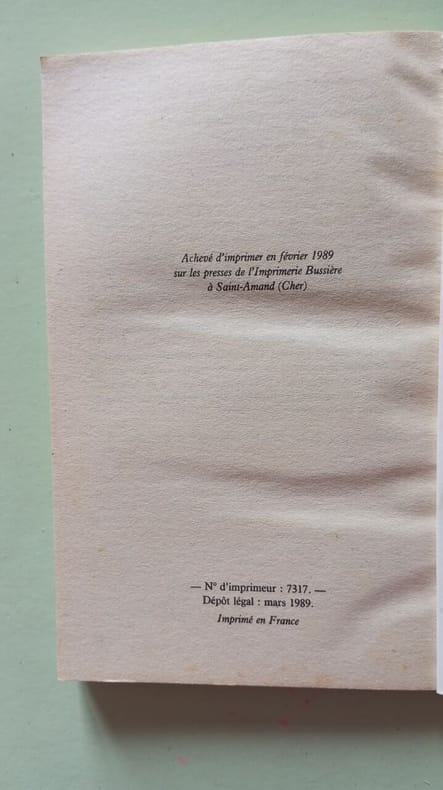 Achevé d'imprimer en février 1989
sur les presses de l'Imprimerie Bussière
à Saint-Amand (Cher)
— N° d'imprimeur : 7317. —
Dépôt légal : mars 1989.
Imprimé en France